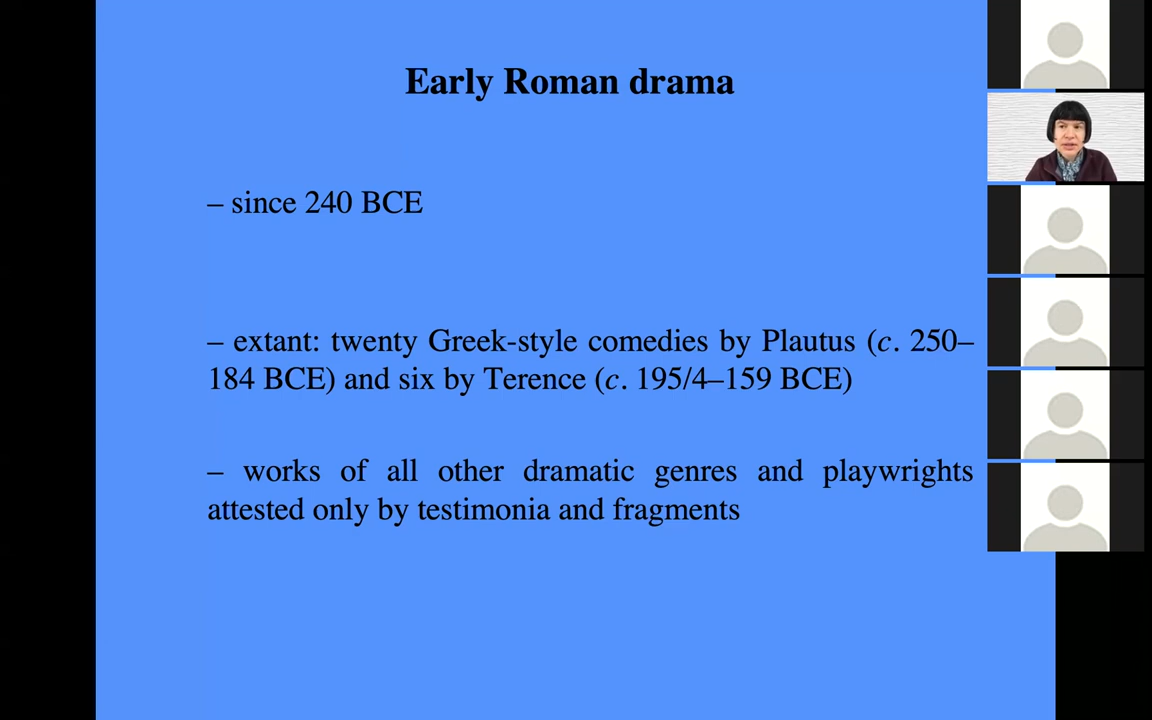 Early Roman drama
– since 240 BCE
– extant: twenty Greek-style comedies by Plautus (c. 250–
184 BCE) and six by Terence (c. 195/4–159 BCE)
– works of all other dramatic genres and playwrights
attested only by testimonia and fragments